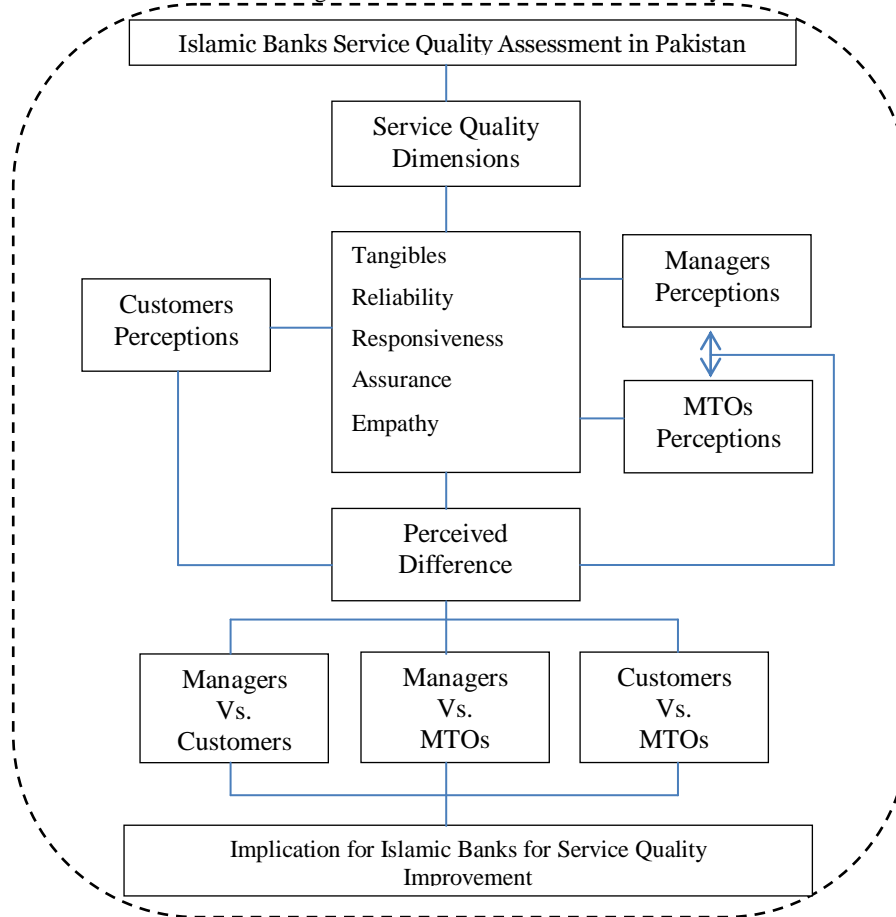 Islamic Banks Service Quality Assessment in Pakistan
Service Quality
Dimensions
Tangibles
Reliability
Responsiveness
Assurance
Empathy
Customers
Perceptions
Managers
Perceptions
MTOs
Perceptions
Perceived
Difference
Managers
Vs.
Customers
Managers
Vs.
MTOs
Customers
Vs.
MTOs
Implication for Islamic Banks for Service Quality
Improvement